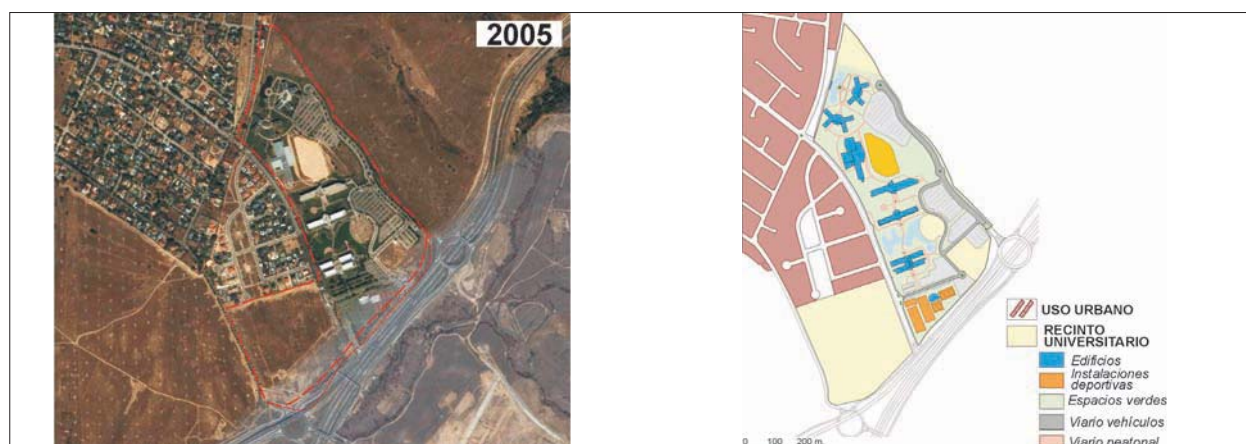 2005
USO URBANO
RECINTO
UNIVERSITARIO
Edificios
Instalaciones
deportivas
Espacios verdes
Viario vehículos
Viario peatonal
0 100 200 m.